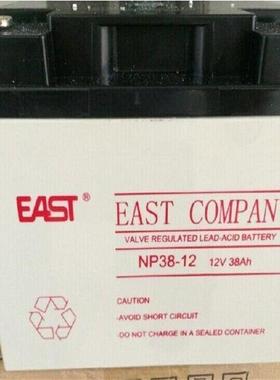 EAST ®
EAST COMPAN
VALVE REGULATED LEAD-ACID BATTERY
NP38-12 12V 38Ah
CAUTION
-AVOID SHORT CIRCUIT
-DO NOT CHARGE IN A SEALED CONTAINER